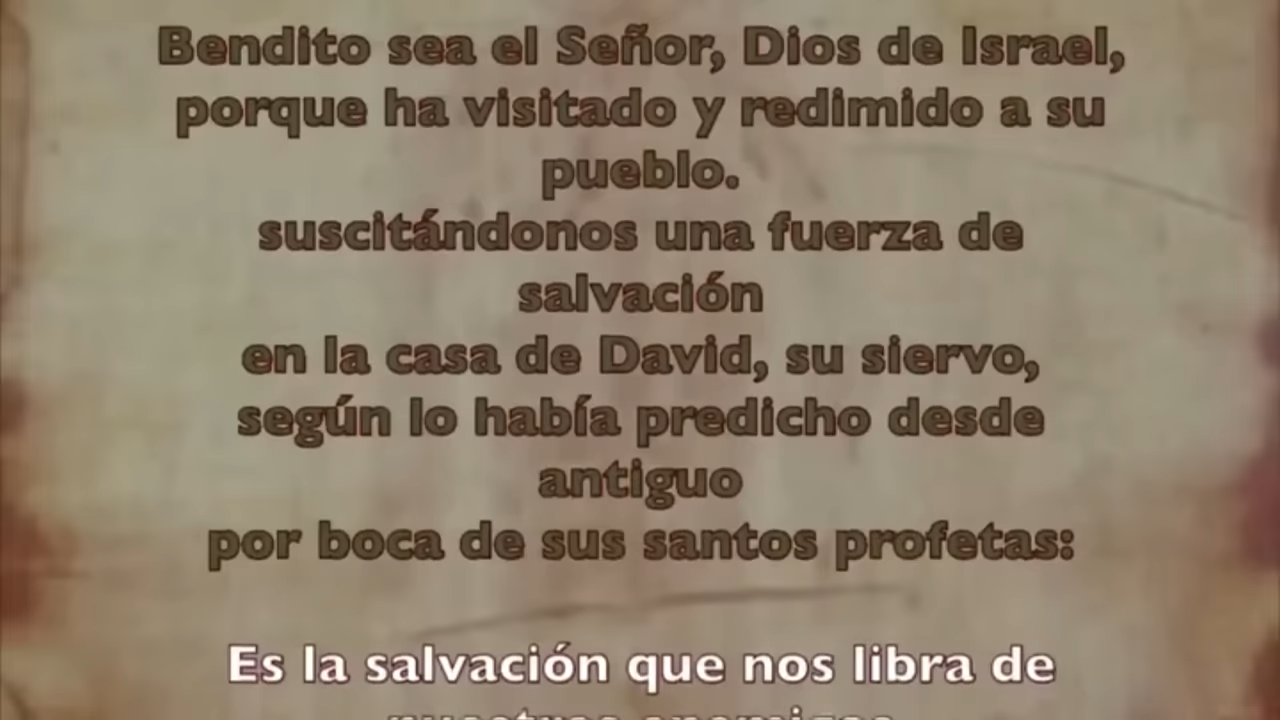 Bendito sea el Señor, Dios de Israel,
porque ha visitado y redimido a su
pueblo.
suscitándonos una fuerza de
salvación
en la casa de David, su siervo,
según lo había predicho desde
antiguo
por boca de sus santos profetas:
Es la salvación que nos libra de